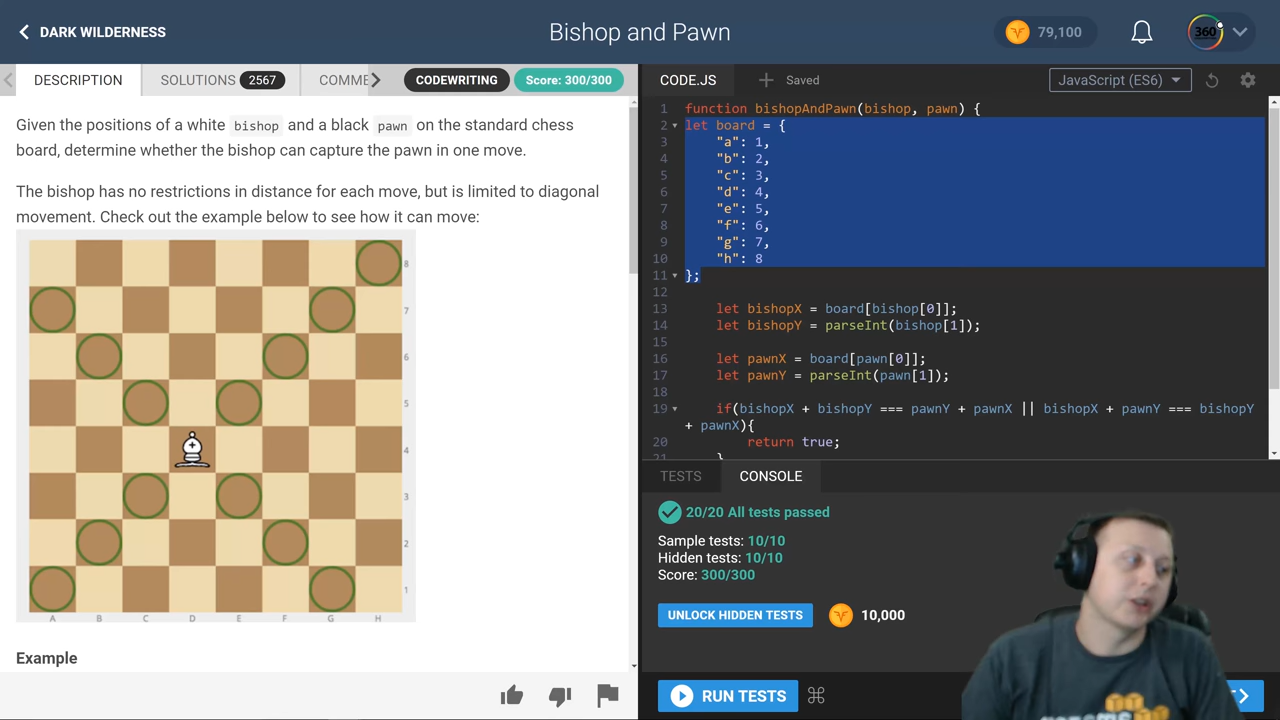 DARK WILDERNESS
Bishop and Pawn
79,100
360
DESCRIPTION
SOLUTIONS 2567
COMME
CODEWRITING
Score: 300/300
CODE.JS
Saved
JavaScript (ES6)
Given the positions of a white bishop and a black pawn on the standard chess
board, determine whether the bishop can capture the pawn in one move.
The bishop has no restrictions in distance for each move, but is limited to diagonal
movement. Check out the example below to see how it can move:
8
7
6
5
4
3
2
1
A B C D E F G H
Example
1 function bishopAndPawn(bishop, pawn) {
2 let board = {
3 "a": 1,
4 "b": 2,
5 "c": 3,
6 "d": 4,
7 "e": 5,
8 "f": 6,
9 "g": 7,
10 "h": 8
11 };
12
13 let bishopX = board[bishop[0]];
14 let bishopY = parseInt(bishop[1]);
15
16 let pawnX = board[pawn[0]];
17 let pawnY = parseInt(pawn[1]);
18
19 if(bishopX + bishopY === pawnY + pawnX || bishopX + pawnY === bishopY
+ pawnX){
20 return true;
21 }
TESTS
CONSOLE
20/20 All tests passed
Sample tests: 10/10
Hidden tests: 10/10
Score: 300/300
UNLOCK HIDDEN TESTS
10,000
RUN TESTS